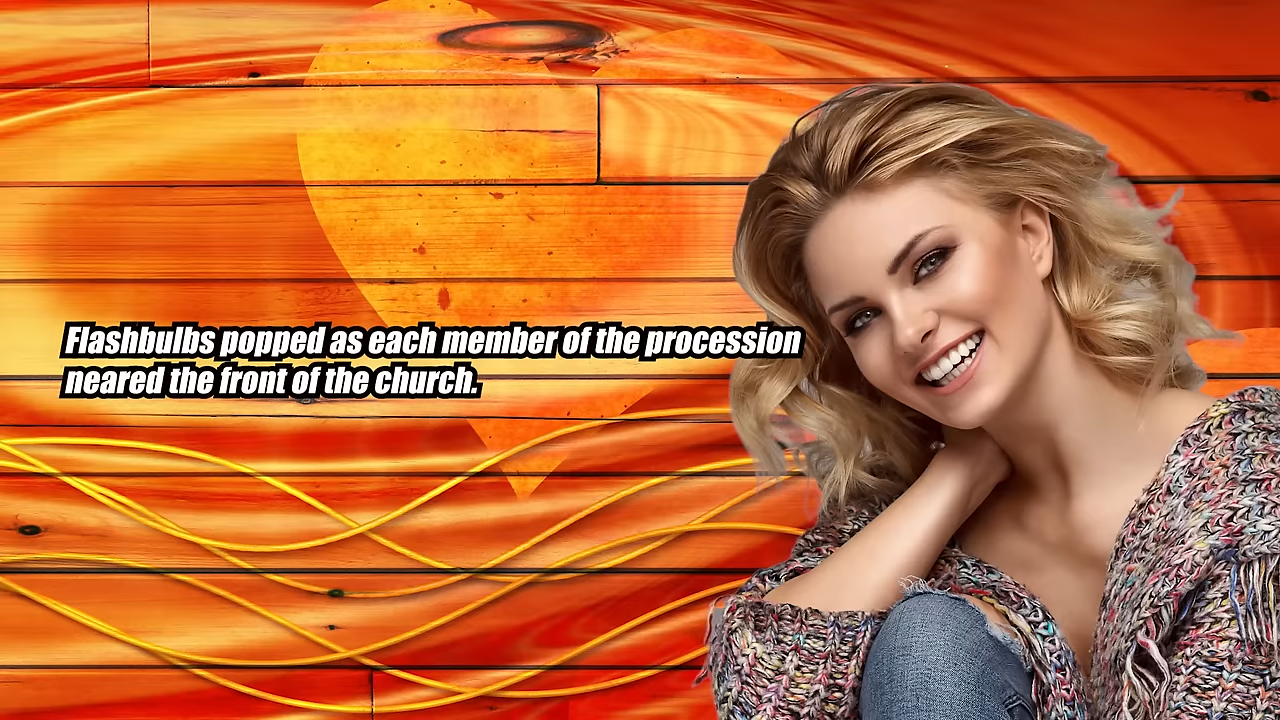 Flashbulbs popped as each member of the procession
neared the front of the church.